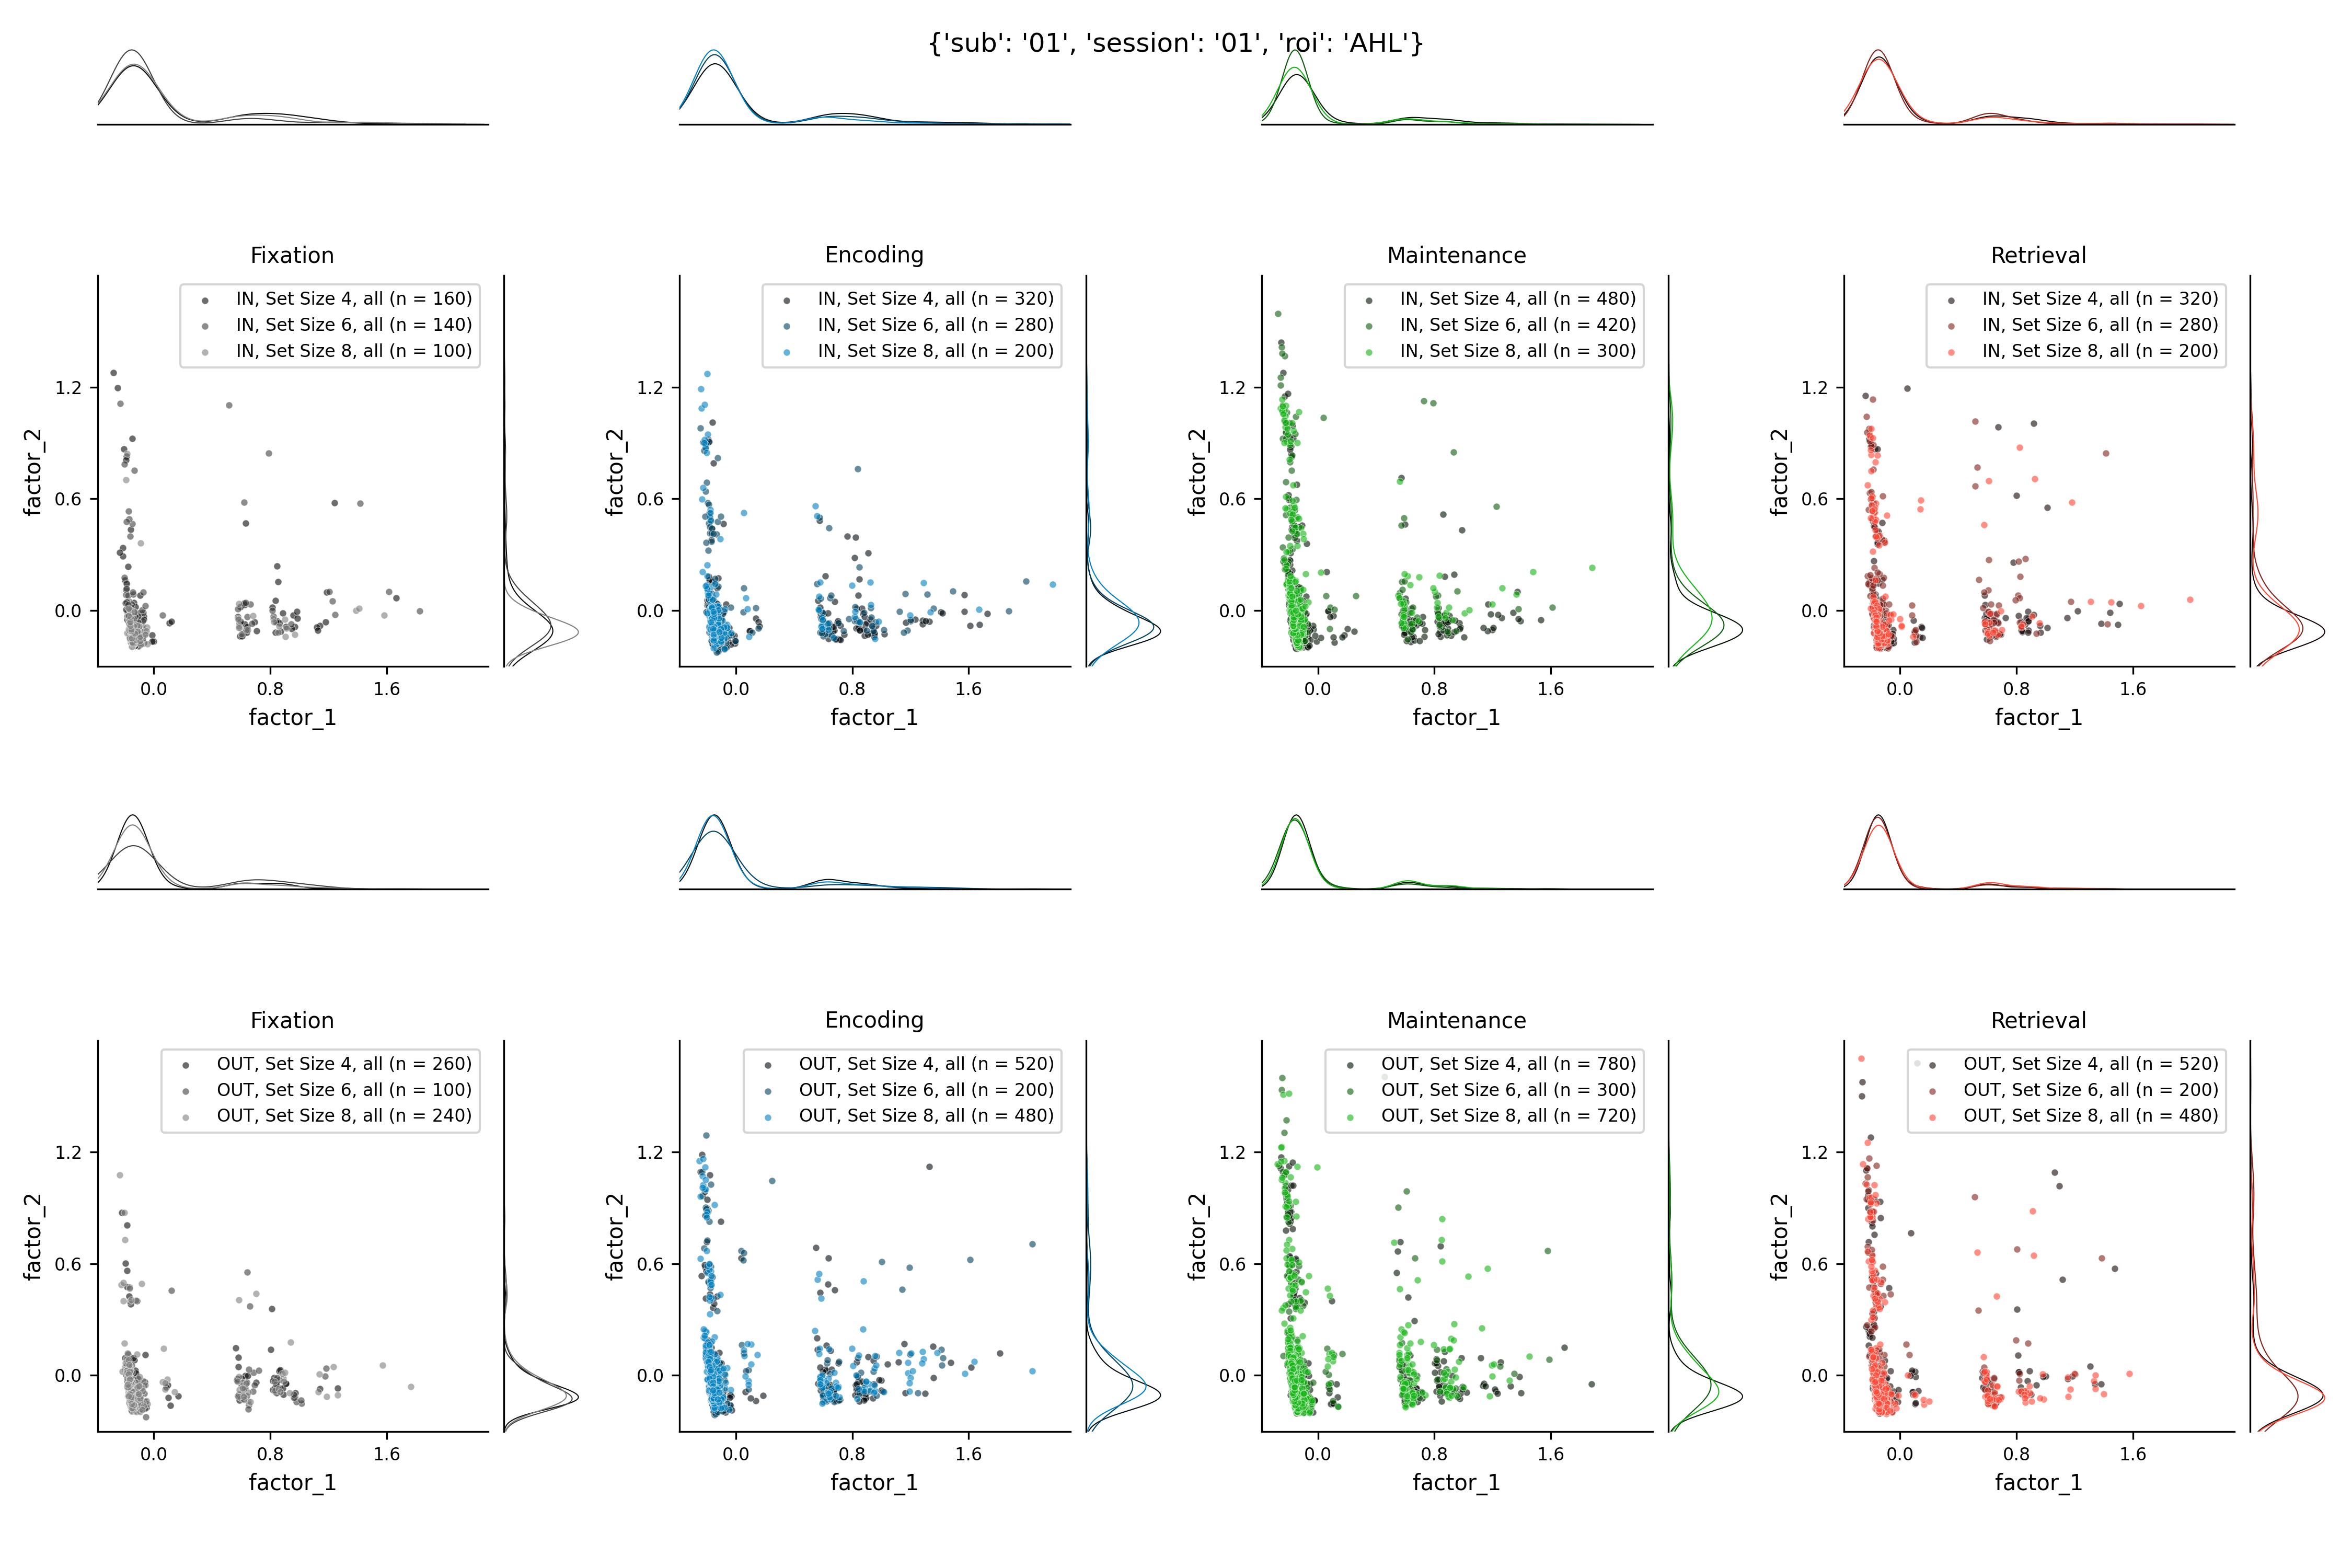 {'sub': '01', 'session': '01', 'roi': 'AHL'}
Fixation
IN, Set Size 4, all (n = 160)
IN, Set Size 6, all (n = 140)
IN, Set Size 8, all (n = 100)
factor_2
1.2
0.6
0.0
0.0 0.8 1.6
factor_1
Encoding
IN, Set Size 4, all (n = 320)
IN, Set Size 6, all (n = 280)
IN, Set Size 8, all (n = 200)
factor_2
1.2
0.6
0.0
0.0 0.8 1.6
factor_1
Maintenance
IN, Set Size 4, all (n = 480)
IN, Set Size 6, all (n = 420)
IN, Set Size 8, all (n = 300)
factor_2
1.2
0.6
0.0
0.0 0.8 1.6
factor_1
Retrieval
IN, Set Size 4, all (n = 320)
IN, Set Size 6, all (n = 280)
IN, Set Size 8, all (n = 200)
factor_2
1.2
0.6
0.0
0.0 0.8 1.6
factor_1
Fixation
OUT, Set Size 4, all (n = 260)
OUT, Set Size 6, all (n = 100)
OUT, Set Size 8, all (n = 240)
factor_2
1.2
0.6
0.0
0.0 0.8 1.6
factor_1
Encoding
OUT, Set Size 4, all (n = 520)
OUT, Set Size 6, all (n = 200)
OUT, Set Size 8, all (n = 480)
factor_2
1.2
0.6
0.0
0.0 0.8 1.6
factor_1
Maintenance
OUT, Set Size 4, all (n = 780)
OUT, Set Size 6, all (n = 300)
OUT, Set Size 8, all (n = 720)
factor_2
1.2
0.6
0.0
0.0 0.8 1.6
factor_1
Retrieval
OUT, Set Size 4, all (n = 520)
OUT, Set Size 6, all (n = 200)
OUT, Set Size 8, all (n = 480)
factor_2
1.2
0.6
0.0
0.0 0.8 1.6
factor_1